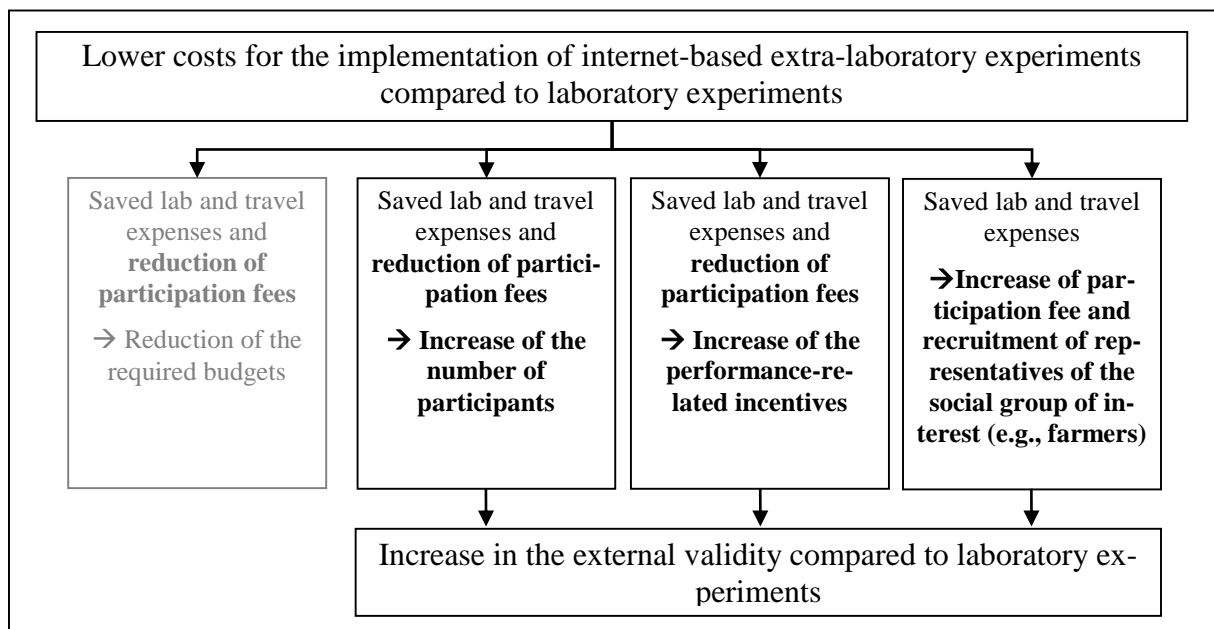 Lower costs for the implementation of internet-based extra-laboratory experiments
compared to laboratory experiments
Saved lab and travel
expenses and
reduction of
participation fees
→ Reduction of the
required budgets
Saved lab and travel
expenses and
reduction of partici-
pation fees
→ Increase of the
number of
participants
Saved lab and travel
expenses and
reduction of
participation fees
→ Increase of the
performance-re-
lated incentives
Saved lab and travel
expenses
→Increase of par-
ticipation fee and
recruitment of rep-
resentatives of the
social group of in-
terest (e.g., farmers)
Increase in the external validity compared to laboratory ex-
periments